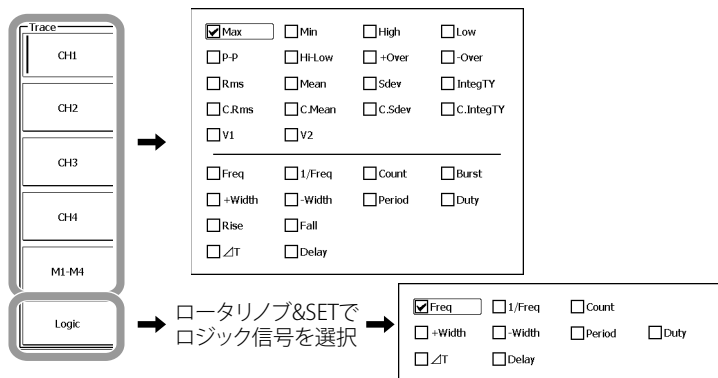 Trace
CH1
CH2
CH3
CH4
M1-M4
Logic
Max Min High Low
P-P Hi-Low +Over -Over
Rms Mean Sdev IntegTY
C.Rms C.Mean C.Sdev C.IntegTY
V1 V2
Freq 1/Freq Count Burst
+Width -Width Period Duty
Rise Fall
⊿T Delay
ロータリノブ&SETで
ロジック信号を選択
Freq 1/Freq Count
+Width -Width Period Duty
⊿T Delay